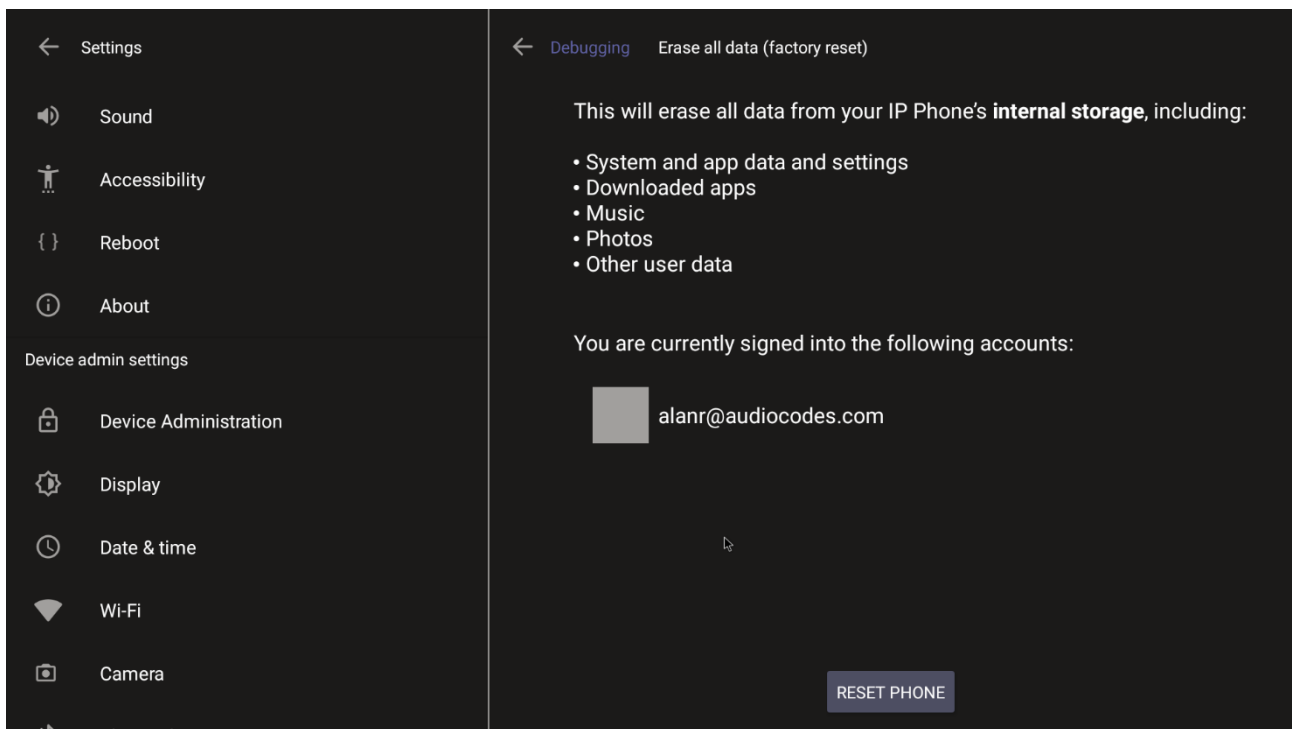 Settings
Sound
Accessibility
{ } Reboot
About
Device admin settings
Device Administration
Display
Date & time
Wi-Fi
Camera
Debugging Erase all data (factory reset)
This will erase all data from your IP Phone’s internal storage, including:
• System and app data and settings
• Downloaded apps
• Music
• Photos
• Other user data
You are currently signed into the following accounts:
alanr@audiocodes.com
RESET PHONE